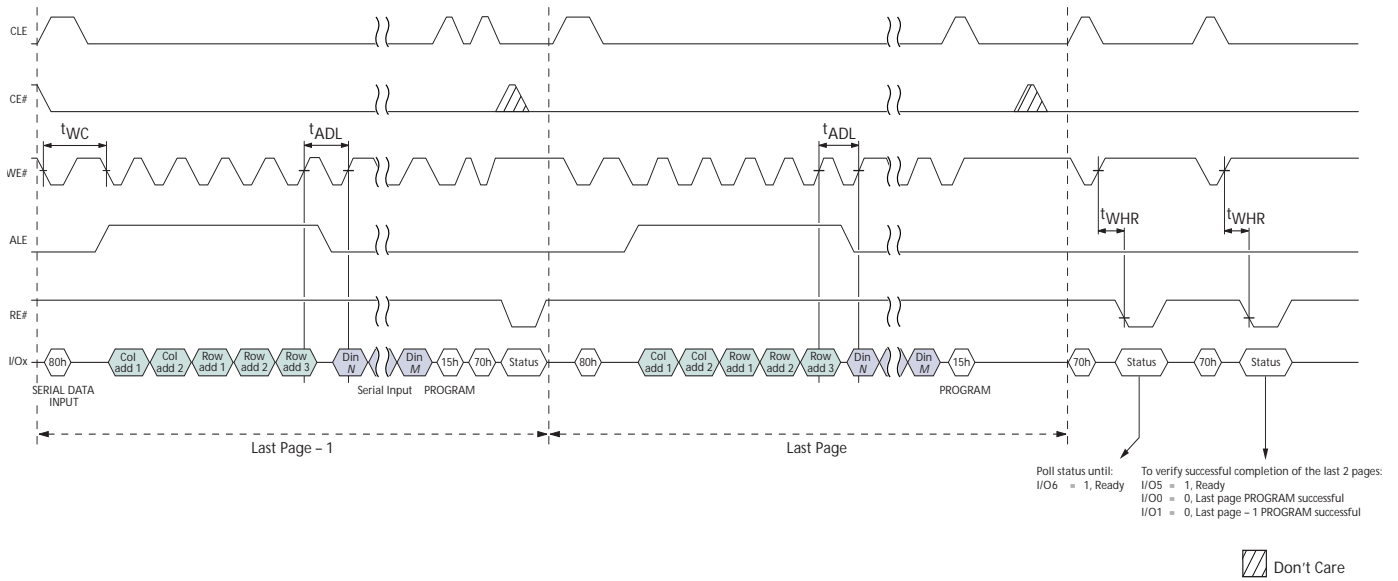 CLE
CE#
tWC
tADL
tADL
WE#
tWHR
tWHR
ALE
RE#
I/Ox
80h
Col add 1
Col add 2
Row add 1
Row add 2
Row add 3
Din N
Din M
15h
70h
Status
80h
Col add 1
Col add 2
Row add 1
Row add 2
Row add 3
Din N
Din M
15h
70h
Status
70h
Status
SERIAL DATA
INPUT
Serial Input
PROGRAM
PROGRAM
Last Page – 1
Last Page
Poll status until:
I/O6 = 1, Ready
To verify successful completion of the last 2 pages:
I/O5 = 1, Ready
I/O0 = 0, Last page PROGRAM successful
I/O1 = 0, Last page – 1 PROGRAM successful
Don't Care